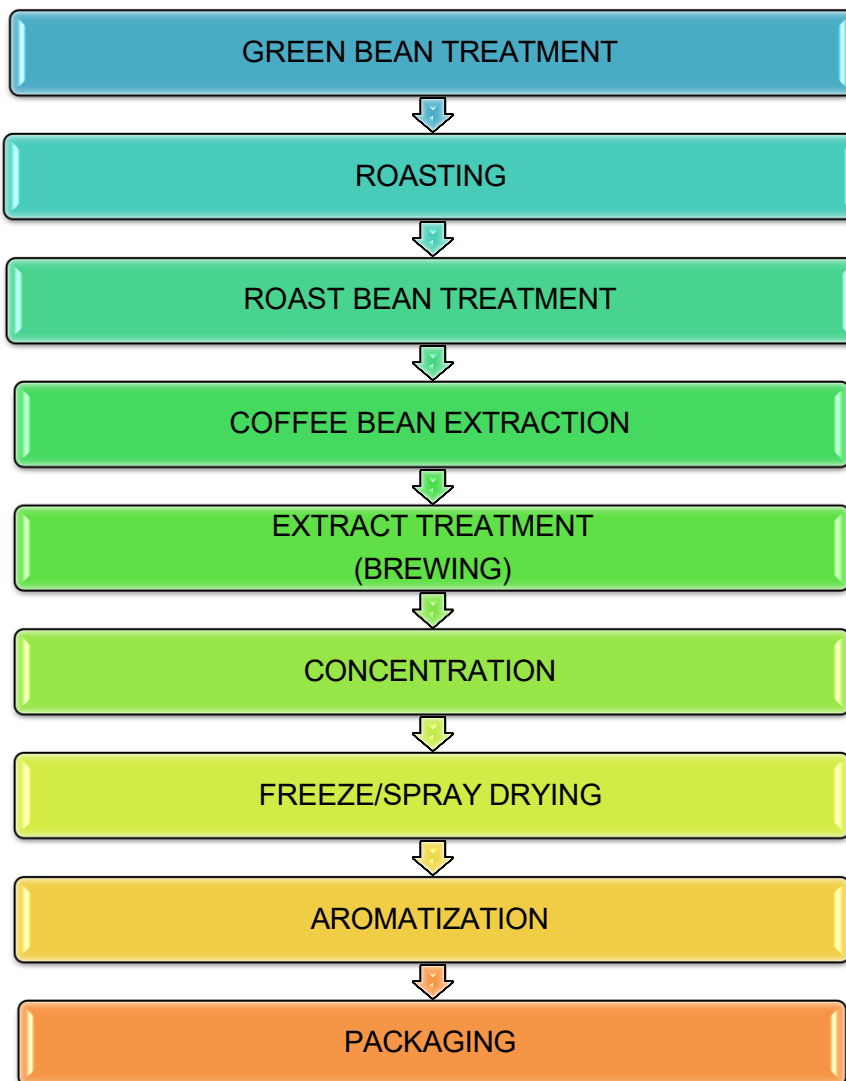 GREEN BEAN TREATMENT
ROASTING
ROAST BEAN TREATMENT
COFFEE BEAN EXTRACTION
EXTRACT TREATMENT
(BREWING)
CONCENTRATION
FREEZE/SPRAY DRYING
AROMATIZATION
PACKAGING